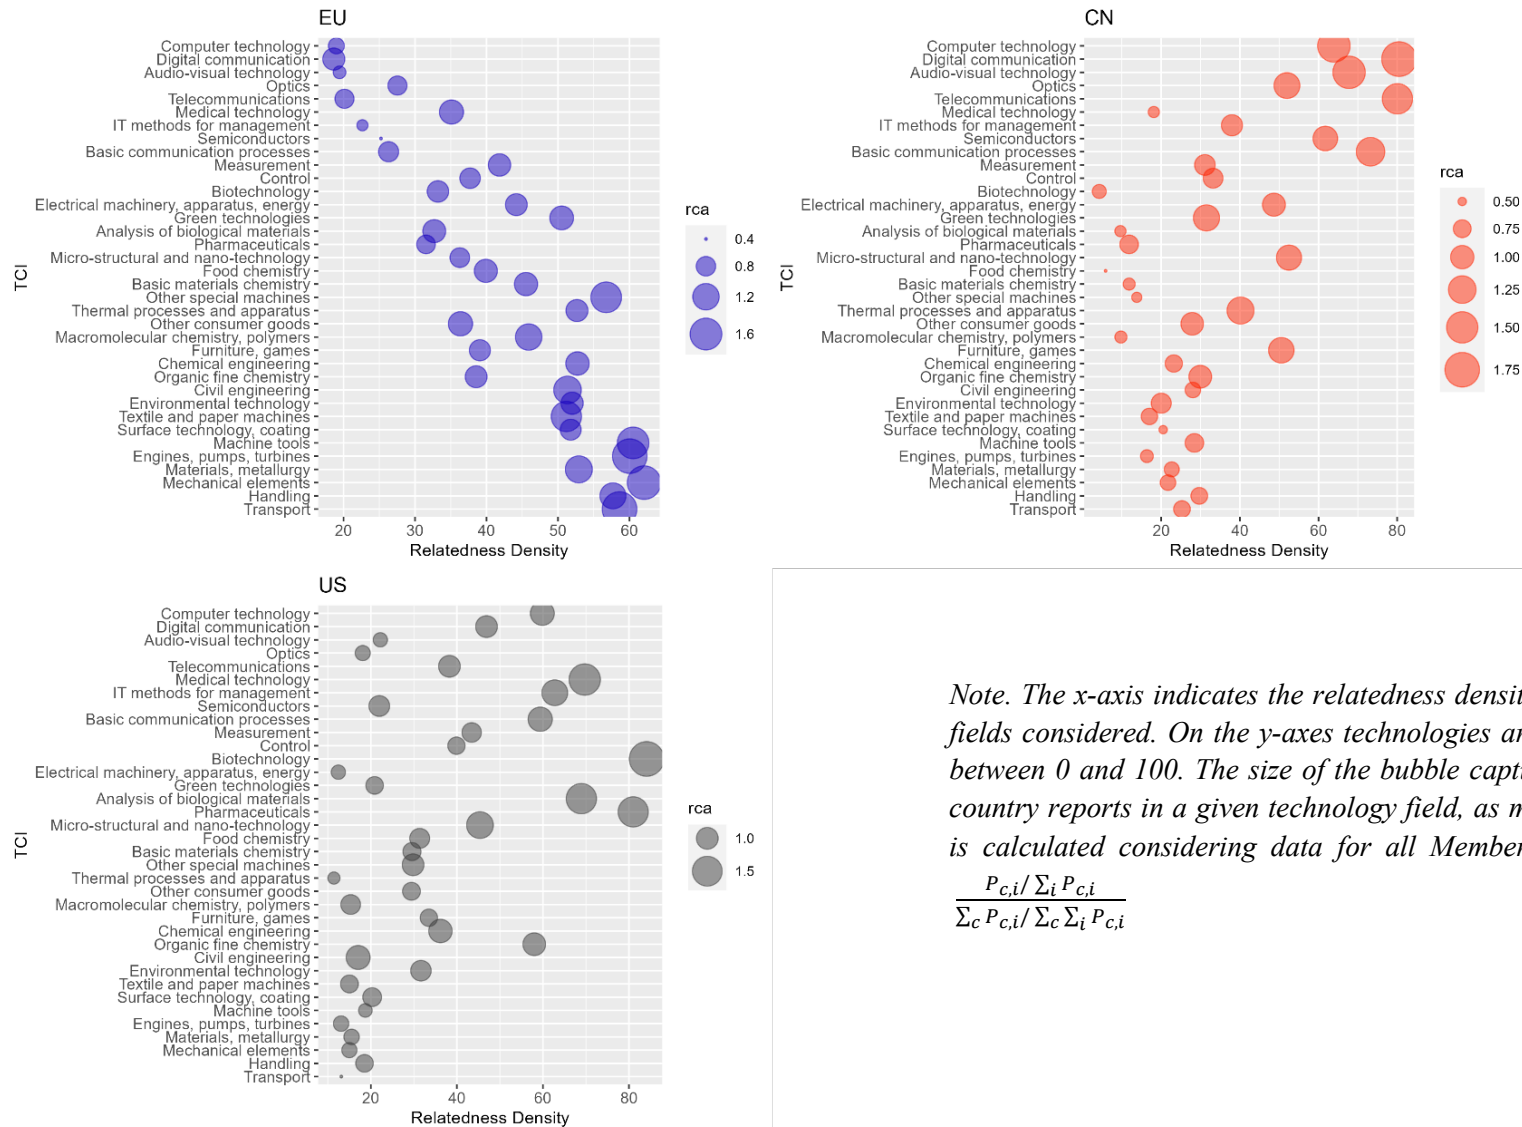 EU
Computer technology
Digital communication
Audio-visual technology
Optics
Telecommunications
Medical technology
IT methods for management
Semiconductors
Basic communication processes
Measurement
Control
Biotechnology
Electrical machinery, apparatus, energy
Green technologies
Analysis of biological materials
Pharmaceuticals
Micro-structural and nano-technology
Food chemistry
Basic materials chemistry
Other special machines
Thermal processes and apparatus
Other consumer goods
Macromolecular chemistry, polymers
Furniture, games
Chemical engineering
Organic fine chemistry
Civil engineering
Environmental technology
Textile and paper machines
Surface technology, coating
Machine tools
Engines, pumps, turbines
Materials, metallurgy
Mechanical elements
Handling
Transport
TCI
20 30 40 50 60
Relatedness Density
rca
0.4
0.8
1.2
1.6
CN
Computer technology
Digital communication
Audio-visual technology
Optics
Telecommunications
Medical technology
IT methods for management
Semiconductors
Basic communication processes
Measurement
Control
Biotechnology
Electrical machinery, apparatus, energy
Green technologies
Analysis of biological materials
Pharmaceuticals
Micro-structural and nano-technology
Food chemistry
Basic materials chemistry
Other special machines
Thermal processes and apparatus
Other consumer goods
Macromolecular chemistry, polymers
Furniture, games
Chemical engineering
Organic fine chemistry
Civil engineering
Environmental technology
Textile and paper machines
Surface technology, coating
Machine tools
Engines, pumps, turbines
Materials, metallurgy
Mechanical elements
Handling
Transport
TCI
20 40 60 80
Relatedness Density
rca
0.50
0.75
1.00
1.25
1.50
1.75
US
Computer technology
Digital communication
Audio-visual technology
Optics
Telecommunications
Medical technology
IT methods for management
Semiconductors
Basic communication processes
Measurement
Control
Biotechnology
Electrical machinery, apparatus, energy
Green technologies
Analysis of biological materials
Pharmaceuticals
Micro-structural and nano-technology
Food chemistry
Basic materials chemistry
Other special machines
Thermal processes and apparatus
Other consumer goods
Macromolecular chemistry, polymers
Furniture, games
Chemical engineering
Organic fine chemistry
Civil engineering
Environmental technology
Textile and paper machines
Surface technology, coating
Machine tools
Engines, pumps, turbines
Materials, metallurgy
Mechanical elements
Handling
Transport
TCI
20 40 60 80
Relatedness Density
rca
1.0
1.5
Note. The x-axis indicates the relatedness densit
fields considered. On the y-axes technologies a
between 0 and 100. The size of the bubble capt
country reports in a given technology field, as
is calculated considering data for all Member
P_{c,i}/ ∑_i P_{c,i}
∑_c P_{c,i}/ ∑_c ∑_i P_{c,i}